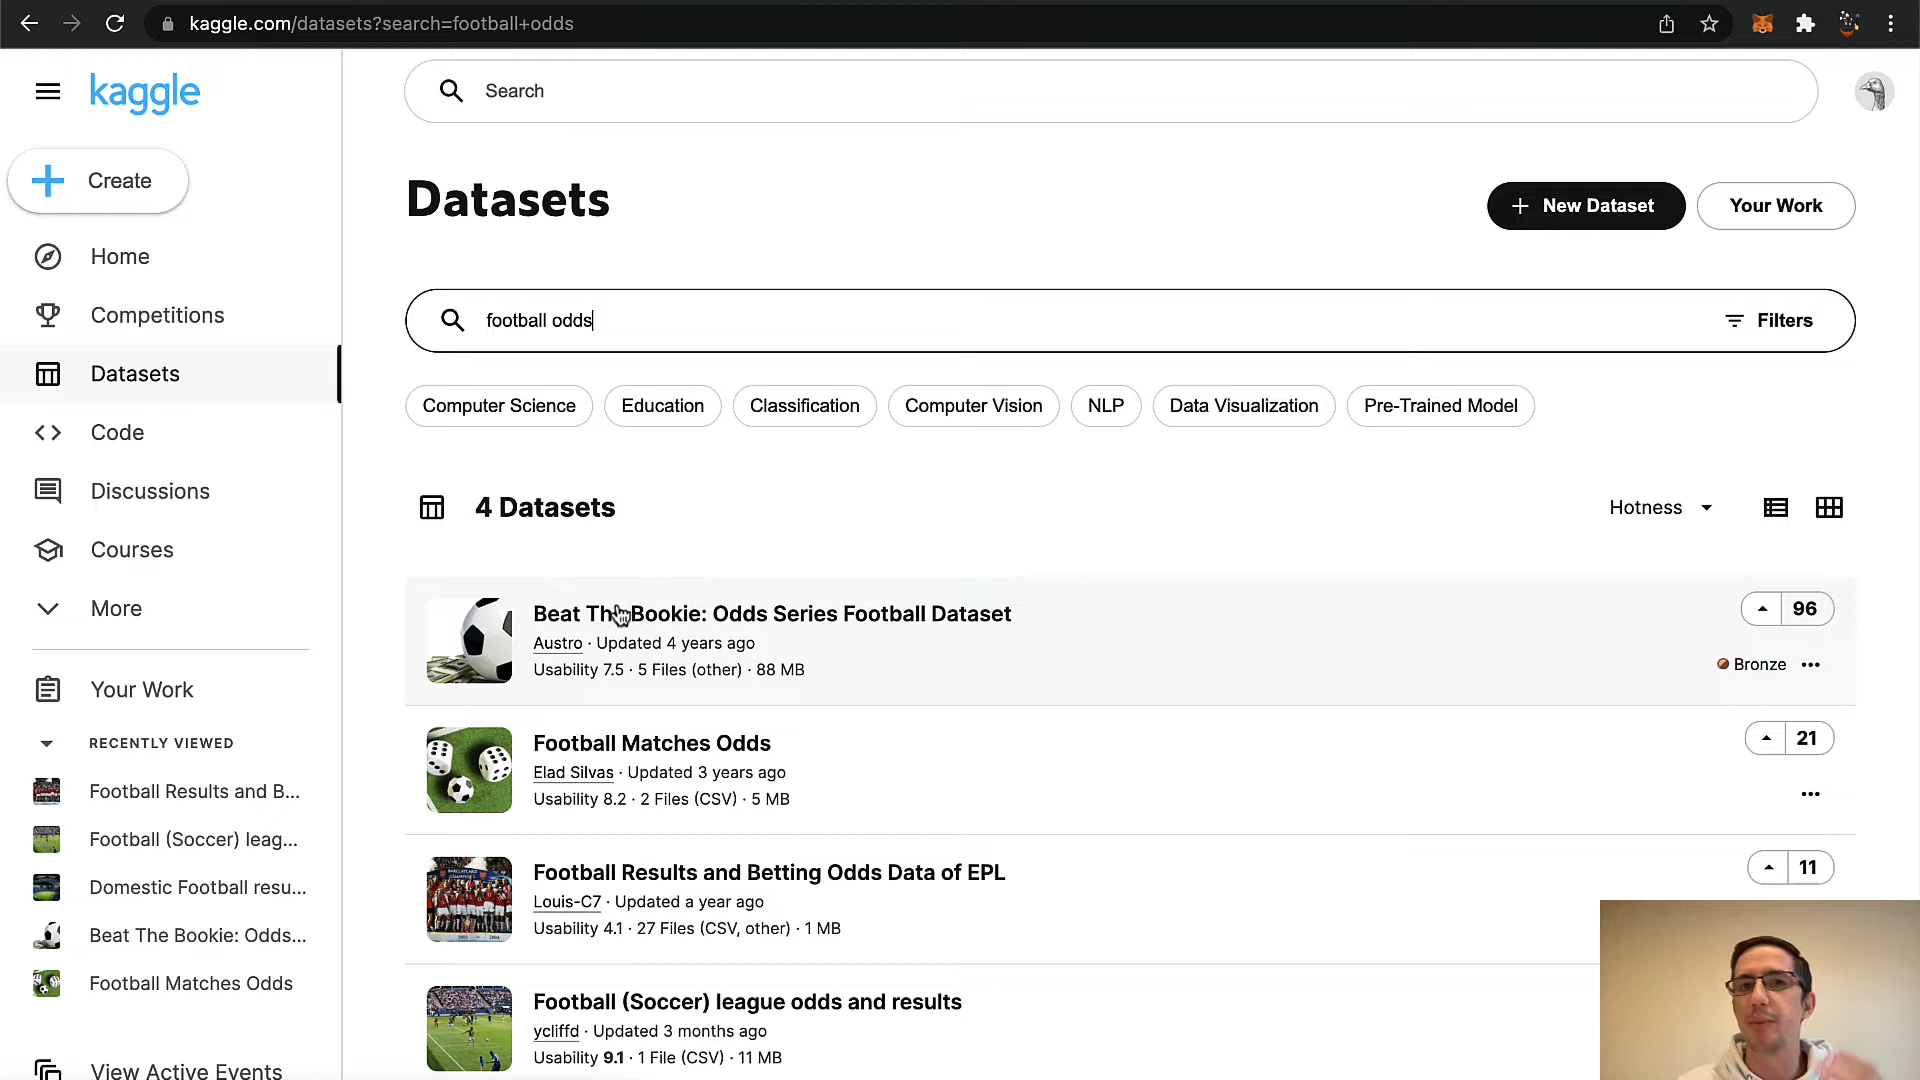 kaggle.com/datasets?search=football+odds
kaggle
Search
Create
Home
Competitions
Datasets
Code
Discussions
Courses
More
Your Work
RECENTLY VIEWED
Football Results and B...
Football (Soccer) leag...
Domestic Football resu...
Beat The Bookie: Odds...
Football Matches Odds
View Active Events
Datasets
+ New Dataset
Your Work
football odds
Filters
Computer Science
Education
Classification
Computer Vision
NLP
Data Visualization
Pre-Trained Model
4 Datasets
Hotness
Beat The Bookie: Odds Series Football Dataset
Austro · Updated 4 years ago
Usability 7.5 · 5 Files (other) · 88 MB
96
Bronze
Football Matches Odds
Elad Silvas · Updated 3 years ago
Usability 8.2 · 2 Files (CSV) · 5 MB
21
Football Results and Betting Odds Data of EPL
Louis-C7 · Updated a year ago
Usability 4.1 · 27 Files (CSV, other) · 1 MB
11
Football (Soccer) league odds and results
ycliffd · Updated 3 months ago
Usability 9.1 · 1 File (CSV) · 11 MB